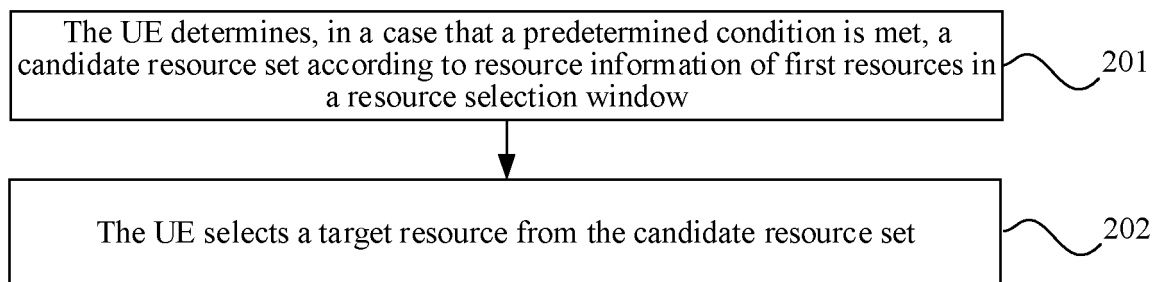 The UE determines, in a case that a predetermined condition is met, a
candidate resource set according to resource information of first resources in
a resource selection window
201
The UE selects a target resource from the candidate resource set
202